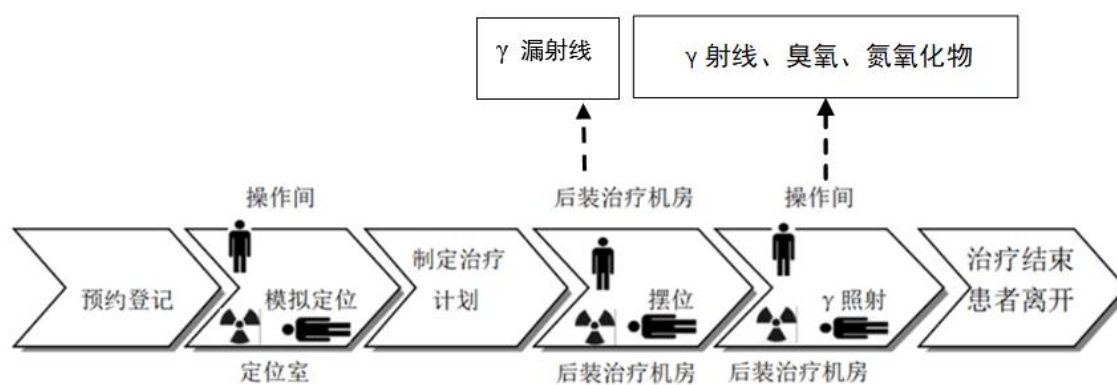 γ 漏射线
γ射线、臭氧、氮氧化物
操作间
后装治疗机房
操作间
预约登记
模拟定位
制定治疗
计划
摆位
γ照射
治疗结束
患者离开
定位室
后装治疗机房
后装治疗机房